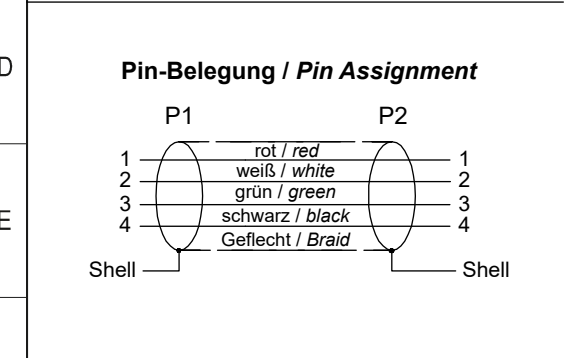 D
Pin-Belegung / Pin Assignment
P1 P2
1 rot / red 1
2 weiß / white 2
3 grün / green 3
4 schwarz / black 4
Geflecht / Braid
E
Shell Shell